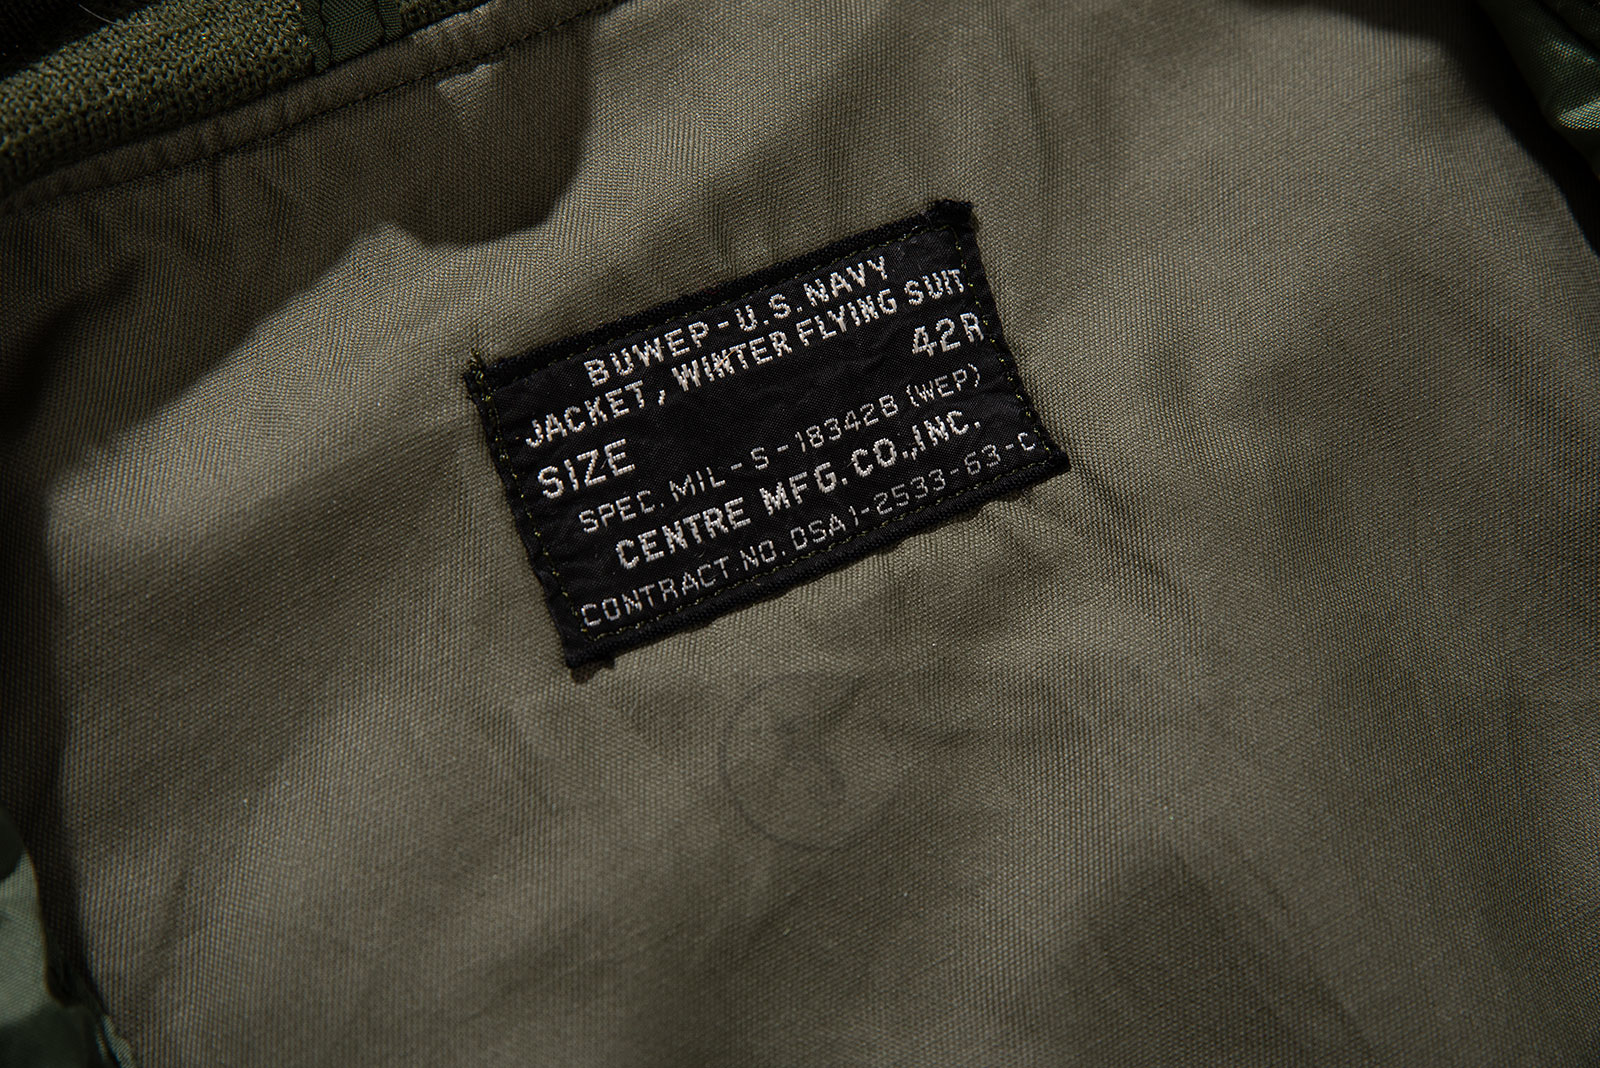 BUWEP-U.S.NAVY
JACKET, WINTER FLYING SUIT
SIZE 42R
SPEC. MIL-S-18342B (WEP)
CENTRE MFG.CO.,INC.
CONTRACT NO. DSA 1-2533-63-C